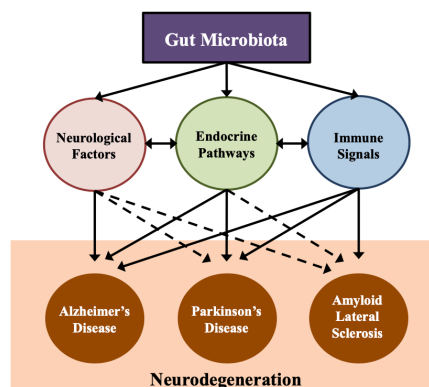 Gut Microbiota
Neurological
Factors
Endocrine
Pathways
Immune
Signals
Alzheimer's
Disease
Parkinson's
Disease
Amyloid
Lateral
Sclerosis
Neurodegeneration